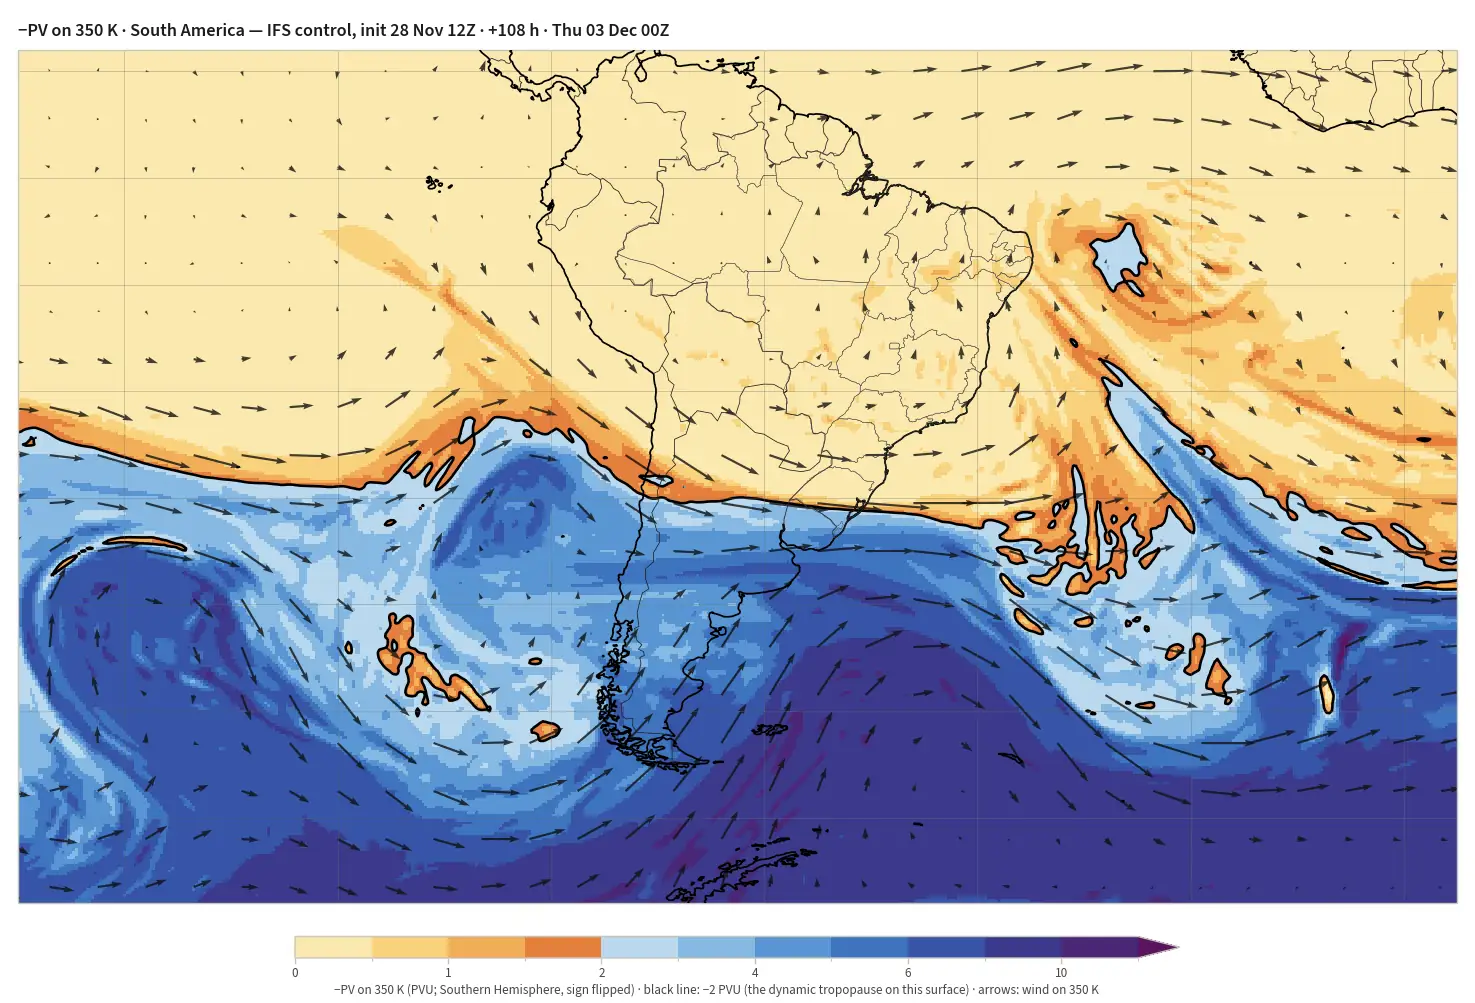 −PV on 350 K · South America — IFS control, init 28 Nov 12Z · +108 h · Thu 03 Dec 00Z
0 1 2 4 6 10
−PV on 350 K (PVU; Southern Hemisphere, sign flipped) · black line: −2 PVU (the dynamic tropopause on this surface) · arrows: wind on 350 K